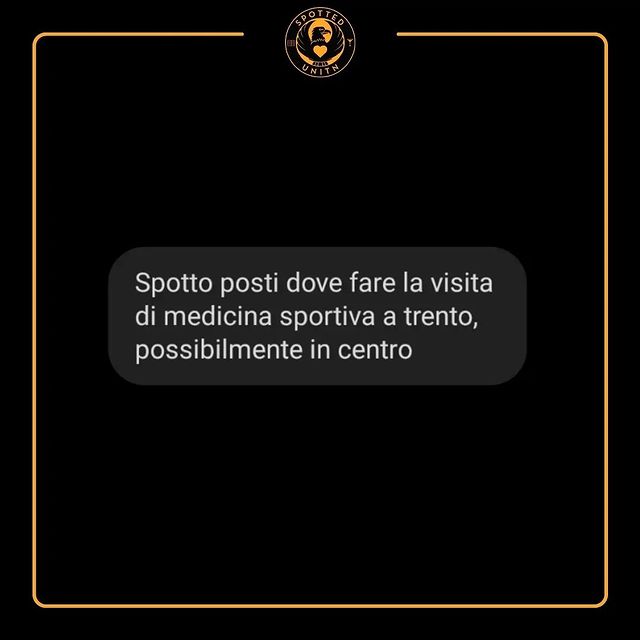 SPOTTED
UNITN
Spotto posti dove fare la visita
di medicina sportiva a trento,
possibilmente in centro